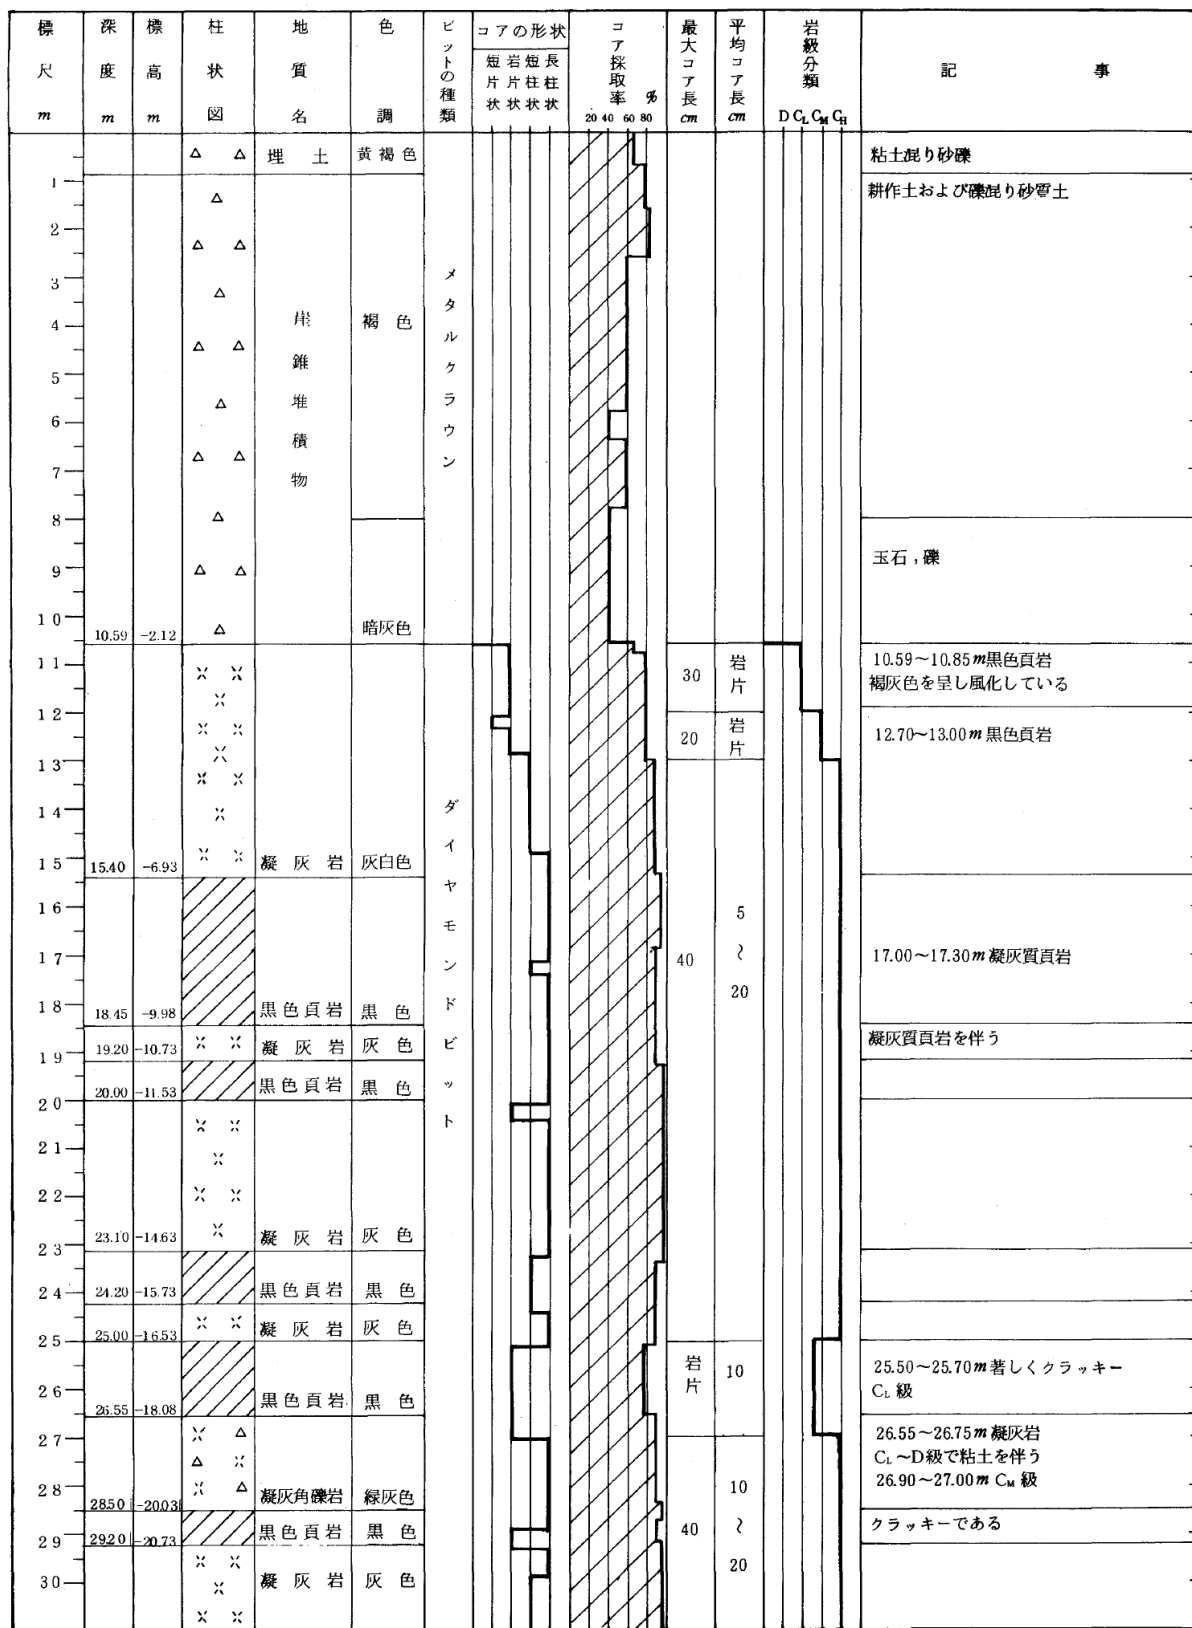 標尺 m
深度 m
標高 m
柱状図
地質名
色調
ビットの種類
コアの形状
短片状 岩片状 短柱状 長柱状
コア採取率 %
20 40 60 80
最大コア長 cm
平均コア長 cm
岩級分類
D CL CM CH
記事
埋土 黄褐色 粘土混り砂礫
1 耕作土および礫混り砂質土
2
3
メタルクラウン
4 崖錐堆積物 褐色
5
6
7
8
9 玉石,礫
10
10.59 -2.12 暗灰色
11 30 岩片 10.59~10.85m黒色頁岩
褐灰色を呈し風化している
12 20 岩片 12.70~13.00m黒色頁岩
13
14 ダイヤモンドビット
15 15.40 -6.93 凝灰岩 灰白色
16 5~20
17 40 17.00~17.30m凝灰質頁岩
18 18.45 -9.98 黒色頁岩 黒色
19 19.20 -10.73 凝灰岩 灰色 凝灰質頁岩を伴う
20.00 -11.53 黒色頁岩 黒色
20
21
22
23.10 -14.63 凝灰岩 灰色
23
24 24.20 -15.73 黒色頁岩 黒色
25 25.00 -16.53 凝灰岩 灰色
岩片 10 25.50~25.70m著しくクラッキー
CL 級
26 26.55 -18.08 黒色頁岩 黒色
27 26.55~26.75m凝灰岩
CL~D級で粘土を伴う
26.90~27.00m CM 級
28 28.50 -20.03 凝灰角礫岩 緑灰色 10~20
29 29.20 -20.73 黒色頁岩 黒色 40 クラッキーである
30 凝灰岩 灰色